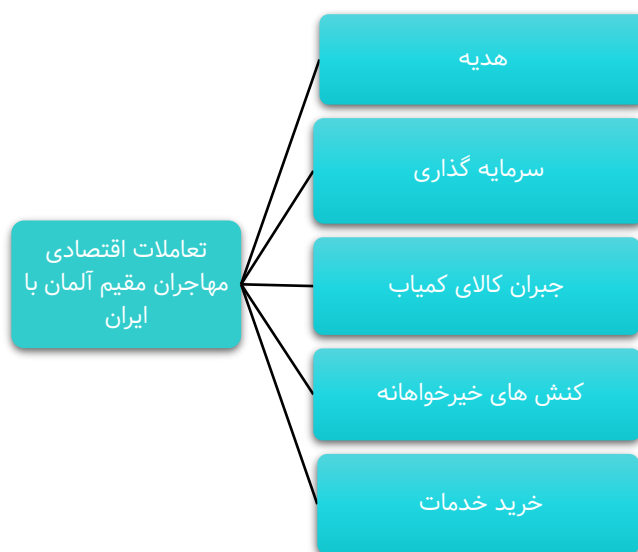 هدیه
سرمایه گذاری
تعاملات اقتصادی
مهاجران مقیم آلمان با
ایران
جبران کالای کمیاب
کنش های خیرخواهانه
خرید خدمات